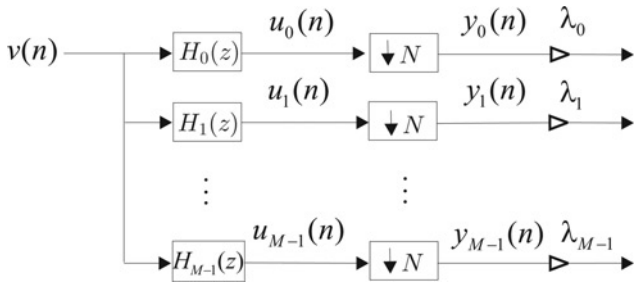 v(n) H₀(z) u₀(n) ↓ N y₀(n) λ₀
H₁(z) u₁(n) ↓ N y₁(n) λ₁
⋮ ⋮
H_{M−1}(z) u_{M−1}(n) ↓ N y_{M−1}(n) λ_{M−1}